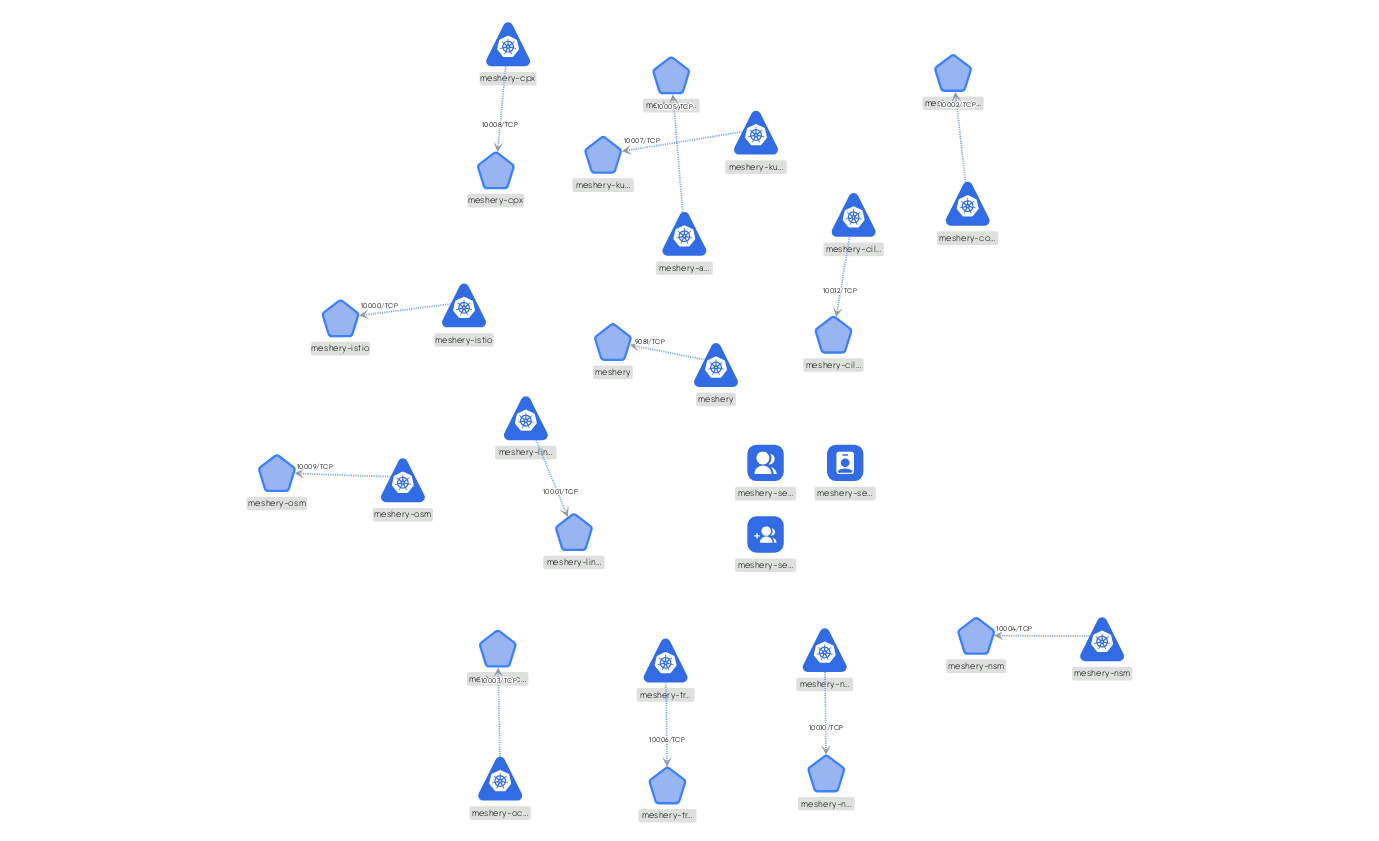 meshery-cpx
10008/TCP
meshery-cpx
10005/TCP
10007/TCP
meshery-ku...
meshery-ku...
meshery-a...
10002/TCP
meshery-co...
meshery-cil...
10012/TCP
meshery-cil...
10000/TCP
meshery-istio
meshery-istio
9081/TCP
meshery
meshery
meshery-lin...
10001/TCP
meshery-lin...
10009/TCP
meshery-osm
meshery-osm
meshery-se...
meshery-se...
meshery-se...
10003/TCP
meshery-oc...
meshery-tr...
10006/TCP
meshery-tr...
meshery-n...
10010/TCP
meshery-n...
10004/TCP
meshery-nsm
meshery-nsm